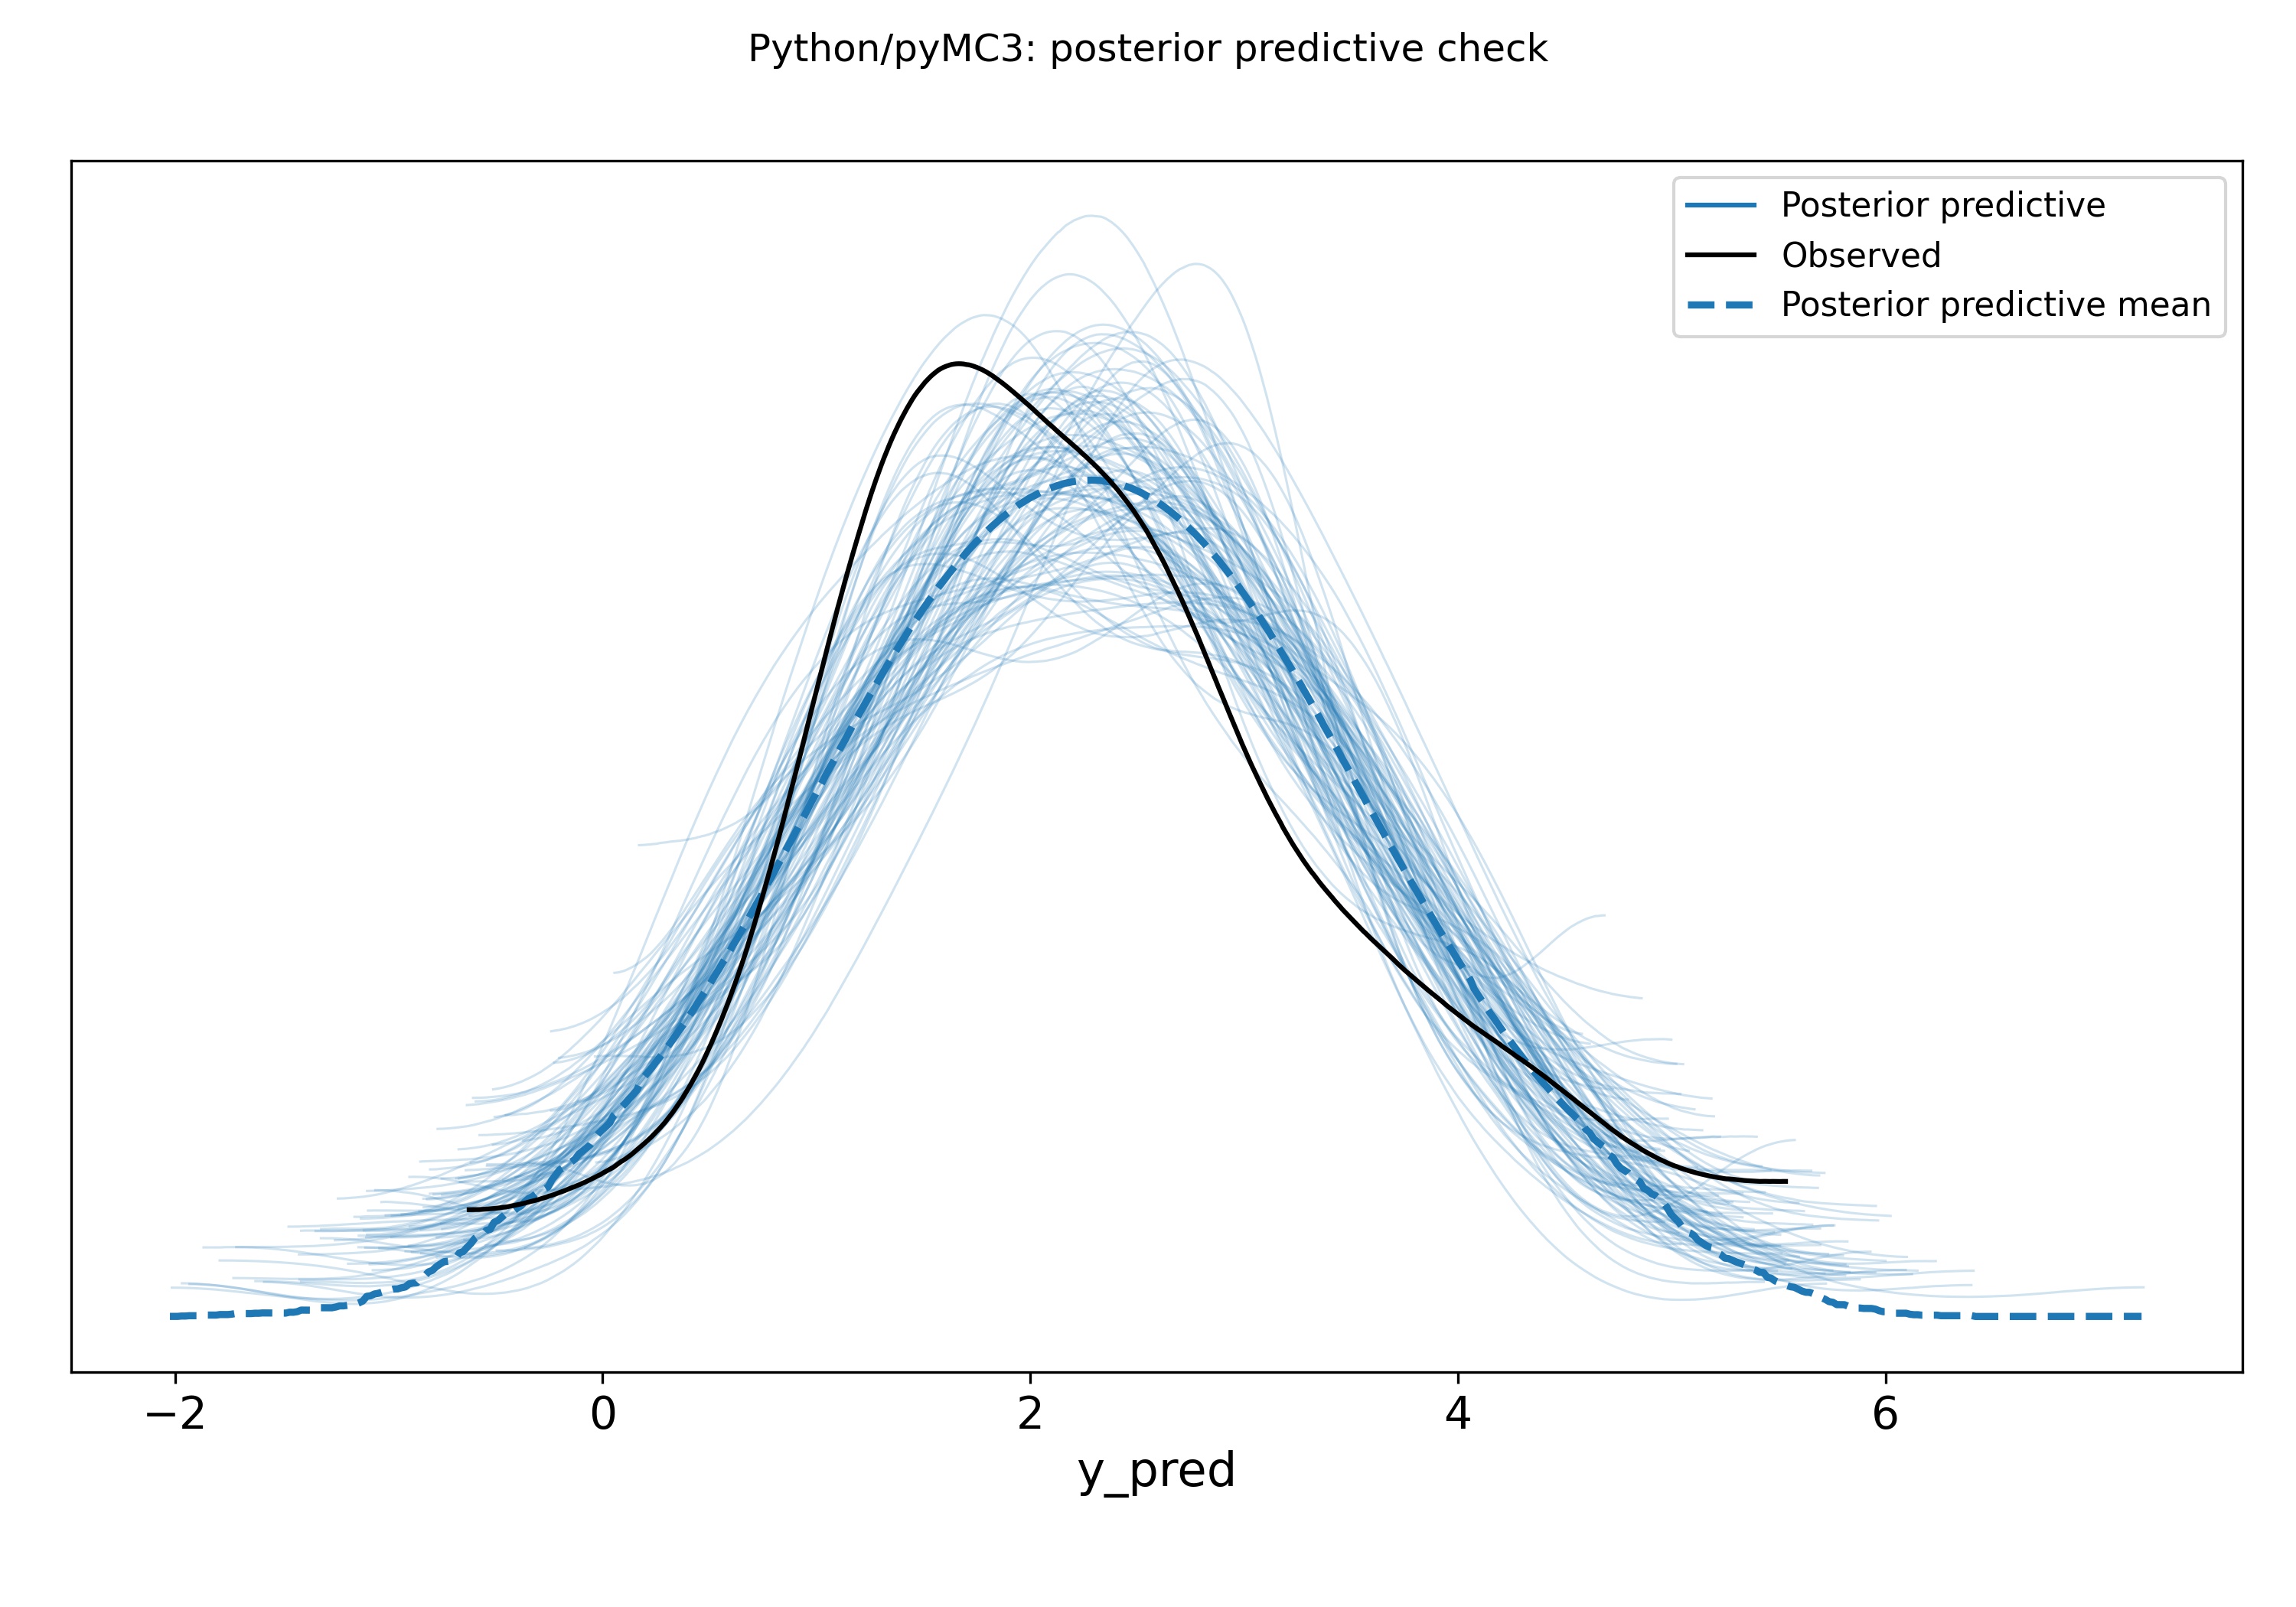 Python/pyMC3: posterior predictive check
Posterior predictive
Observed
Posterior predictive mean
−2 0 2 4 6
y_pred